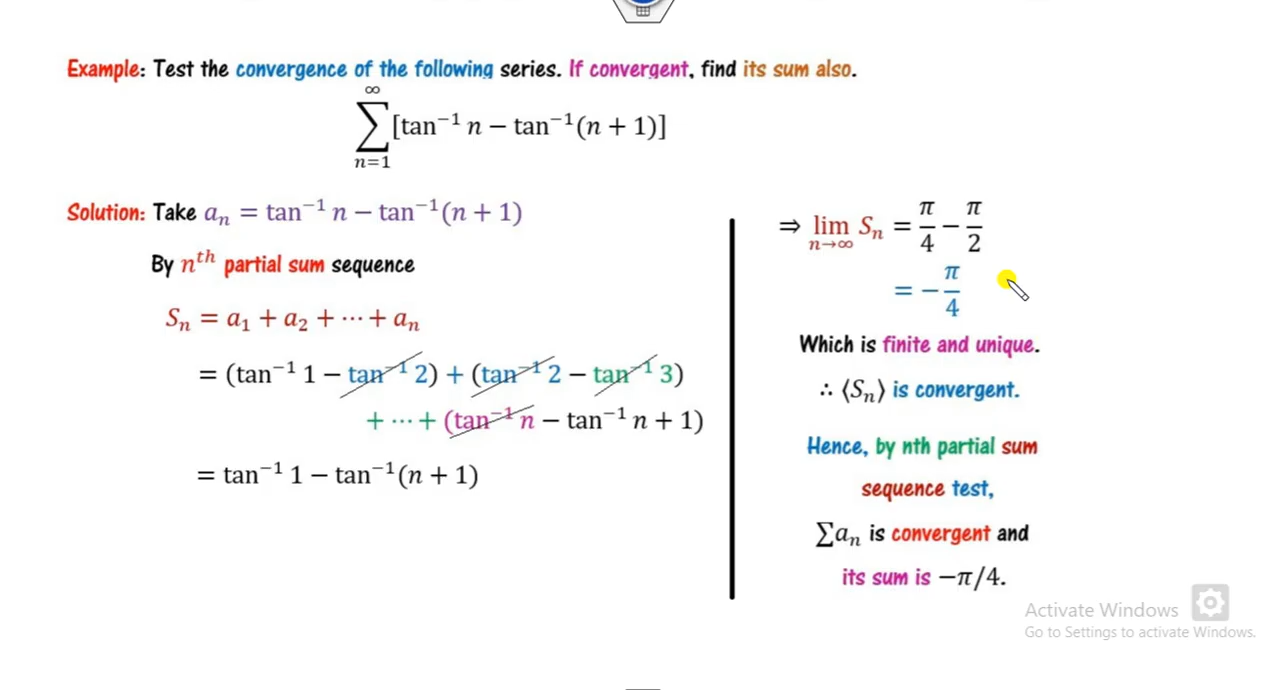 Example: Test the convergence of the following series. If convergent, find its sum also.
∞
∑[tan⁻¹ n − tan⁻¹(n + 1)]
n=1
Solution: Take aₙ = tan⁻¹ n − tan⁻¹(n + 1)
By nᵗʰ partial sum sequence
Sₙ = a₁ + a₂ + ⋯ + aₙ
= (tan⁻¹ 1 − tan⁻¹ 2) + (tan⁻¹ 2 − tan⁻¹ 3)
+ ⋯ + (tan⁻¹ n − tan⁻¹ n + 1)
= tan⁻¹ 1 − tan⁻¹(n + 1)
⇒ lim n→∞ Sₙ = π/4 − π/2
= − π/4
Which is finite and unique.
∴ ⟨Sₙ⟩ is convergent.
Hence, by nth partial sum
sequence test,
∑aₙ is convergent and
its sum is −π/4.
Activate Windows
Go to Settings to activate Windows.